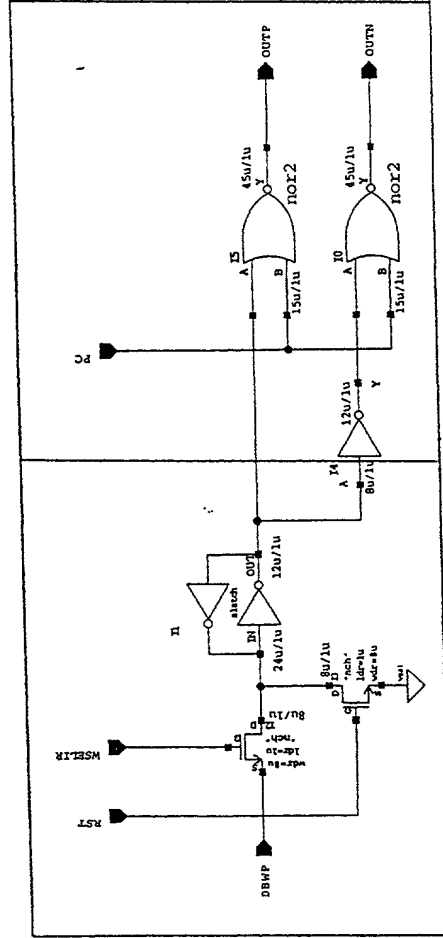 OUTP
OUTN
45u/1u
Y
nor2
I5
A
B
15u/1u
45u/1u
Y
nor2
I0
A
B
15u/1u
PC
12u/1u
Y
I4
A
8u/1u
I1
OUT
12u/1u
slatch
IN
24u/1u
WSELIR
RST
D
I2
8u/1u
"nch"
ldr=1u
wdr=8u
G
S
DBWP
8u/1u
D
I3
"nch"
ldr=1u
wdr=8u
G
S